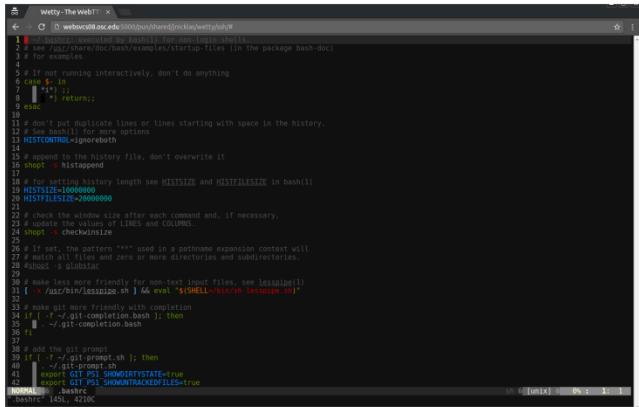 Wetty - The WebTT
websvcs08.osc.edu:5000/pun/shared/jnicklas/wetty/ssh/#
1 # ~/.bashrc: executed by bash(1) for non-login shells.
2 # see /usr/share/doc/bash/examples/startup-files (in the package bash-doc)
3 # for examples
4
5 # If not running interactively, don't do anything
6 case $- in
7 *i*) ;;
8 *) return;;
9 esac
10
11 # don't put duplicate lines or lines starting with space in the history.
12 # See bash(1) for more options
13 HISTCONTROL=ignoreboth
14
15 # append to the history file, don't overwrite it
16 shopt -s histappend
17
18 # for setting history length see HISTSIZE and HISTFILESIZE in bash(1)
19 HISTSIZE=10000000
20 HISTFILESIZE=20000000
21
22 # check the window size after each command and, if necessary,
23 # update the values of LINES and COLUMNS.
24 shopt -s checkwinsize
25
26 # If set, the pattern "**" used in a pathname expansion context will
27 # match all files and zero or more directories and subdirectories.
28 #shopt -s globstar
29
30 # make less more friendly for non-text input files, see lesspipe(1)
31 [ -x /usr/bin/lesspipe.sh ] && eval "$(SHELL=/bin/sh lesspipe.sh)"
32
33 # make git more friendly with completion
34 if [ -f ~/.git-completion.bash ]; then
35 . ~/.git-completion.bash
36 fi
37
38 # add the git prompt
39 if [ -f ~/.git-prompt.sh ]; then
40 . ~/.git-prompt.sh
41 export GIT_PS1_SHOWDIRTYSTATE=true
42 export GIT_PS1_SHOWUNTRACKEDFILES=true
NORMAL .bashrc sh [unix] 0% : 1: 1
".bashrc" 145L, 4210C